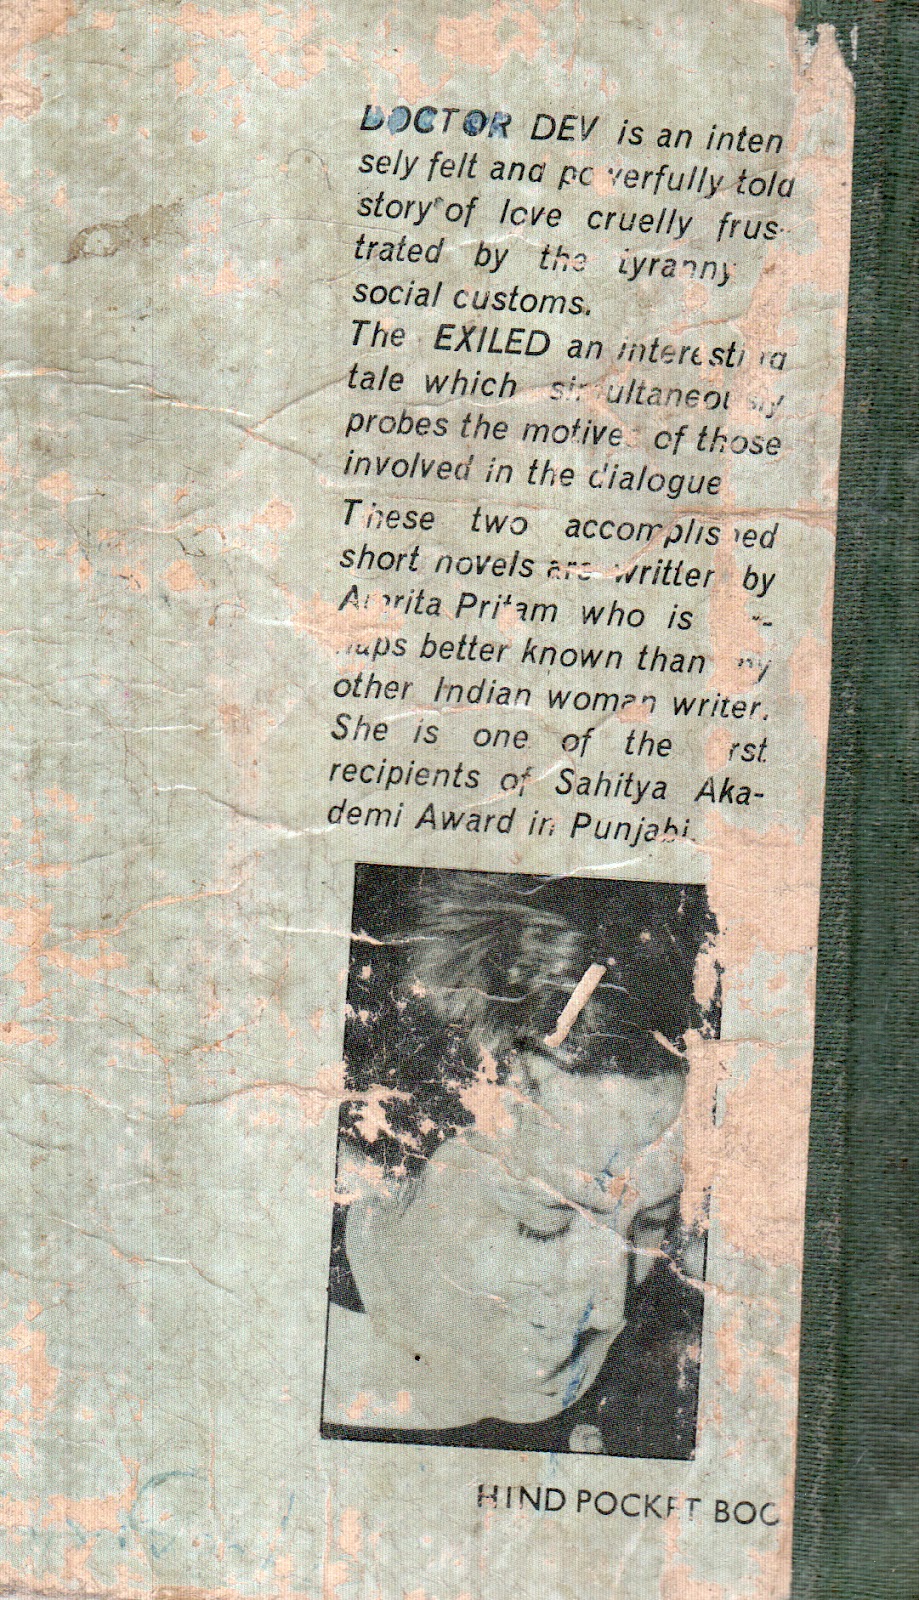 DOCTOR DEV is an inten
sely felt and powerfully told
story of love cruelly frus-
trated by the tyranny
social customs.
The EXILED an interesting
tale which simultaneously
probes the motives of those
involved in the dialogue
These two accomplished
short novels are written by
Amrita Pritam who is
better known than any
other Indian woman writer.
She is one of the first
recipients of Sahitya Aka-
demi Award in Punjabi.
HIND POCKET BOO